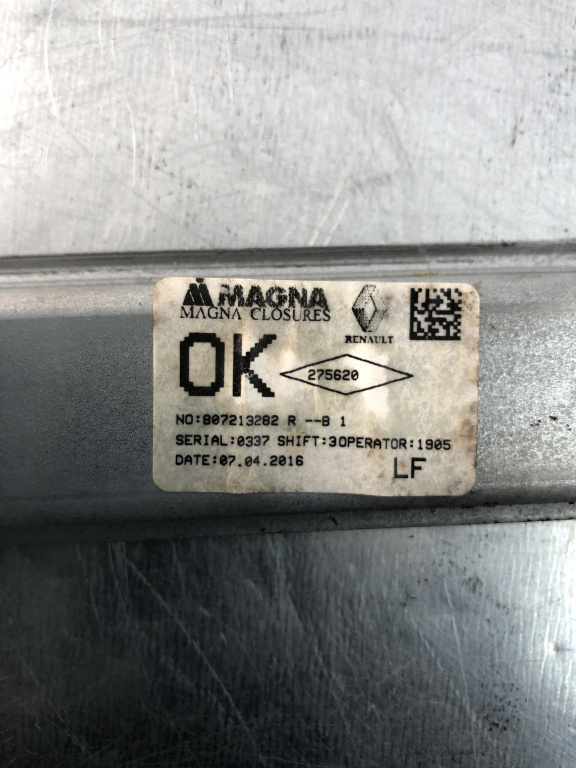 MAGNA
MAGNA CLOSURES
RENAULT
OK
275620
NO:807213282 R --B 1
SERIAL:0337 SHIFT:3OPERATOR:1905
DATE:07.04.2016
LF